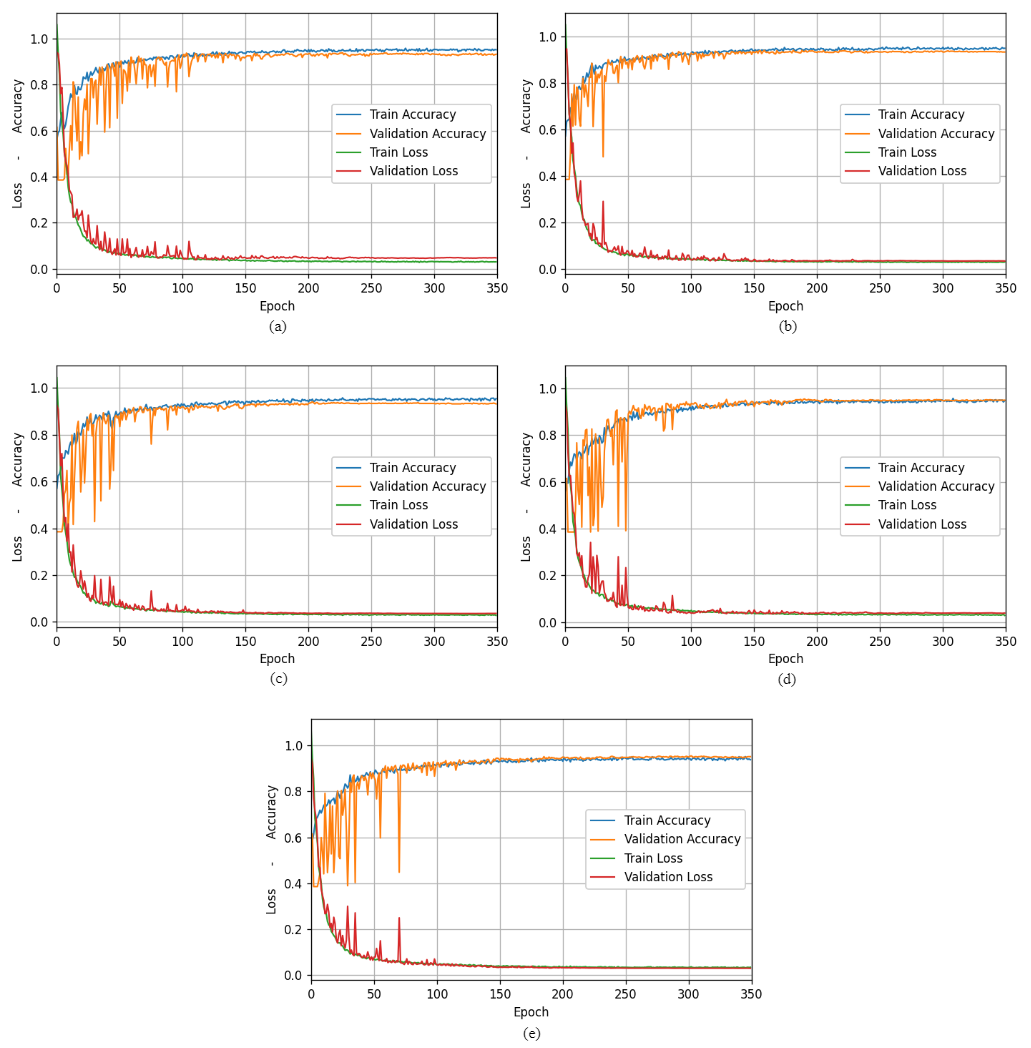 1.0
0.8
0.6
0.4
0.2
0.0
Loss - Accuracy
Train Accuracy
Validation Accuracy
Train Loss
Validation Loss
0 50 100 150 200 250 300 350
Epoch
(a)
1.0
0.8
0.6
0.4
0.2
0.0
Loss - Accuracy
Train Accuracy
Validation Accuracy
Train Loss
Validation Loss
0 50 100 150 200 250 300 350
Epoch
(b)
1.0
0.8
0.6
0.4
0.2
0.0
Loss - Accuracy
Train Accuracy
Validation Accuracy
Train Loss
Validation Loss
0 50 100 150 200 250 300 350
Epoch
(c)
1.0
0.8
0.6
0.4
0.2
0.0
Loss - Accuracy
Train Accuracy
Validation Accuracy
Train Loss
Validation Loss
0 50 100 150 200 250 300 350
Epoch
(d)
1.0
0.8
0.6
0.4
0.2
0.0
Loss - Accuracy
Train Accuracy
Validation Accuracy
Train Loss
Validation Loss
0 50 100 150 200 250 300 350
Epoch
(e)